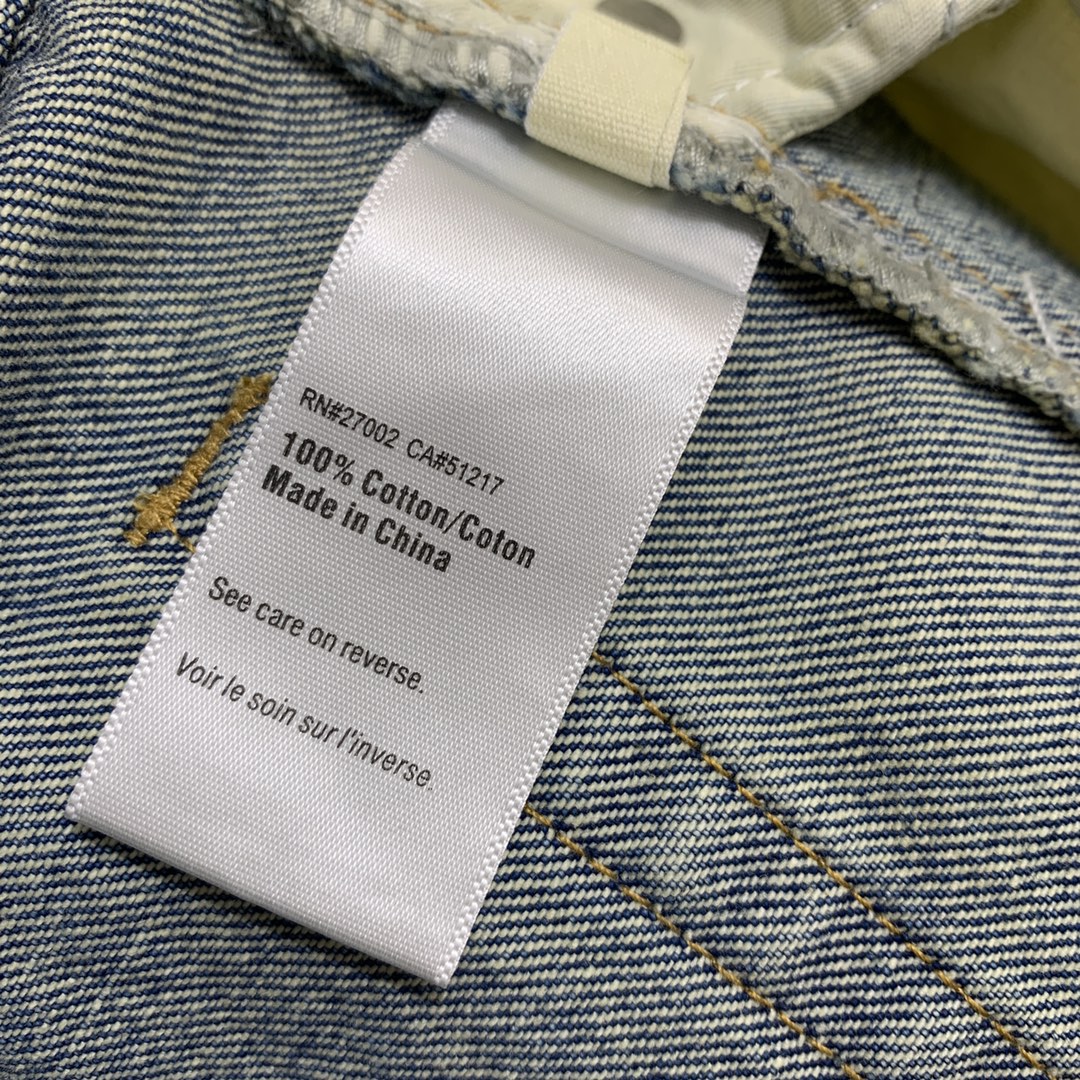 RN#27002 CA#51217
100% Cotton/Coton
Made in China
See care on reverse.
Voir le soin sur l'inverse.